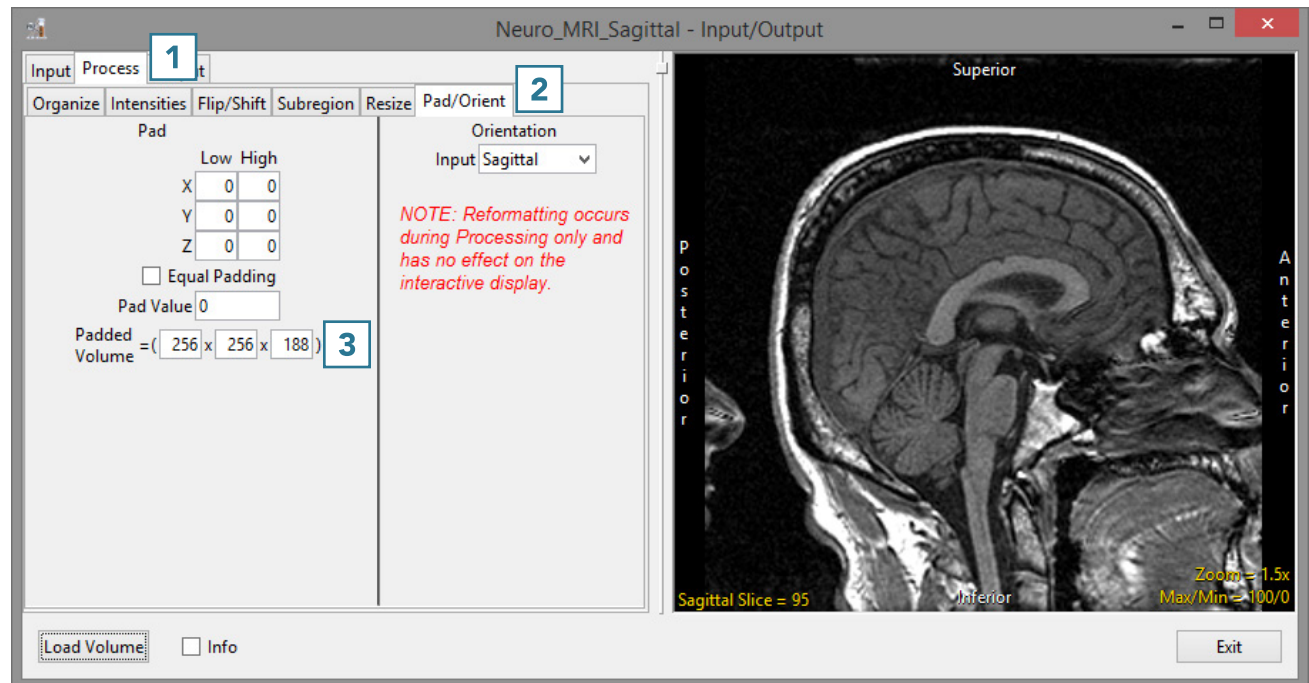 Neuro_MRI_Sagittal - Input/Output
1
Input Process t
2
Organize Intensities Flip/Shift Subregion Resize Pad/Orient
Pad
Low High
X 0 0
Y 0 0
Z 0 0
Equal Padding
Pad Value 0
Padded Volume =( 256 x 256 x 188 )
3
Orientation
Input Sagittal
NOTE: Reformatting occurs
during Processing only and
has no effect on the
interactive display.
Superior
Posterior
Anterior
Zoom = 1.5x
Sagittal Slice = 95
Inferior
Max/Min = 100/0
Load Volume
Info
Exit